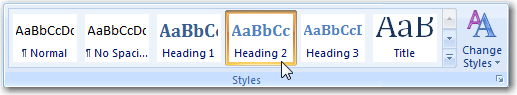 AaBbCcDc AaBbCcDc AaBbC AaBbCc AaBbCcI AaB
¶ Normal ¶ No Spaci... Heading 1 Heading 2 Heading 3 Title Change Styles
Styles